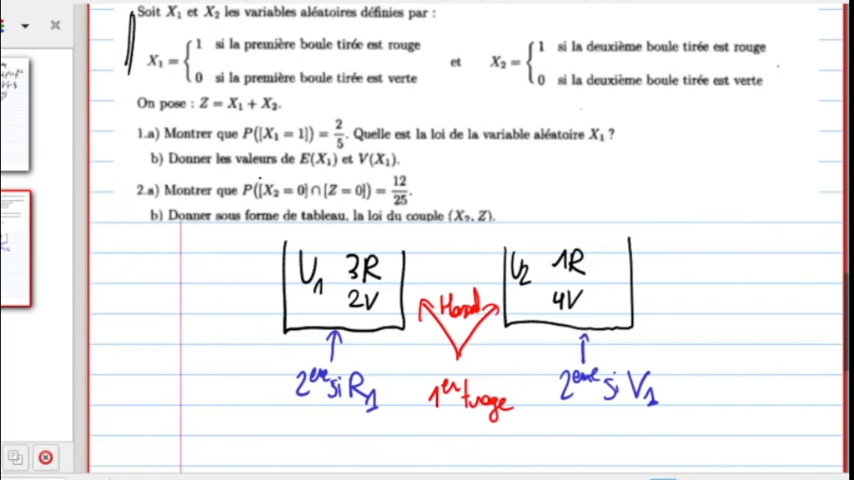 Soit X₁ et X₂ les variables aléatoires définies par :
X₁ = { 1 si la première boule tirée est rouge et X₂ = { 1 si la deuxième boule tirée est rouge
0 si la première boule tirée est verte 0 si la deuxième boule tirée est verte
On pose : Z = X₁ + X₂.
1.a) Montrer que P([X₁ = 1]) = 2/5. Quelle est la loi de la variable aléatoire X₁ ?
b) Donner les valeurs de E(X₁) et V(X₁).
2.a) Montrer que P([X₂ = 0] ∩ [Z = 0]) = 12/25.
b) Donner sous forme de tableau, la loi du couple (X₂, Z).
U₁ 3R U₂ 1R
2V 4V
Hasard
2ère si R₁ 1er tirage 2ème si V₁